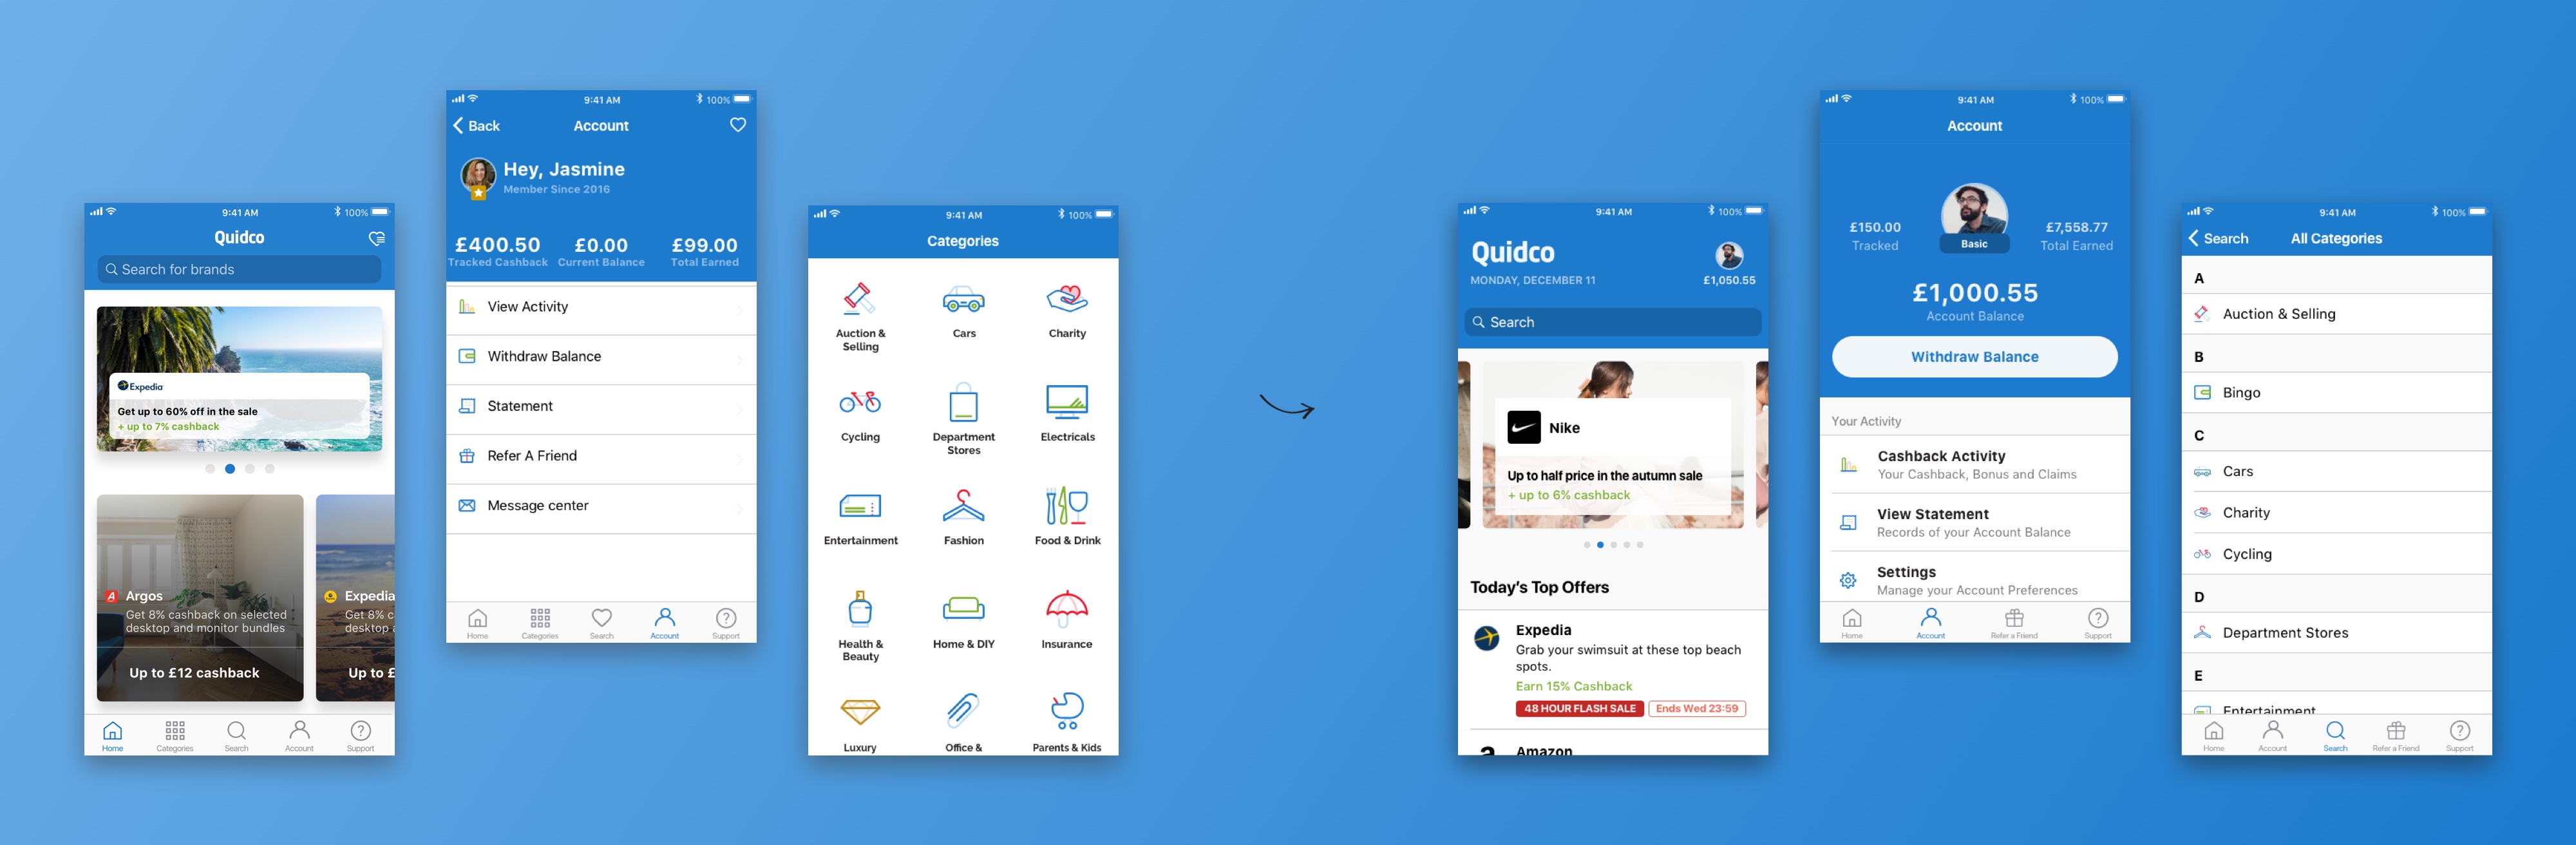 9:41 AM
100%
Quidco
Search for brands
Expedia
Get up to 60% off in the sale
+ up to 7% cashback
Argos
Get 8% cashback on selected
desktop and monitor bundles
Up to £12 cashback
Expedia
Get 8% c
desktop a
Up to £
Home
Categories
Search
Account
Support
9:41 AM
100%
Back
Account
Hey, Jasmine
Member Since 2016
£400.50
Tracked Cashback
£0.00
Current Balance
£99.00
Total Earned
View Activity
Withdraw Balance
Statement
Refer A Friend
Message center
Home
Categories
Search
Account
Support
9:41 AM
100%
Categories
Auction &
Selling
Cars
Charity
Cycling
Department
Stores
Electricals
Entertainment
Fashion
Food & Drink
Health &
Beauty
Home & DIY
Insurance
Luxury
Office &
Parents & Kids
9:41 AM
100%
Quidco
MONDAY, DECEMBER 11
£1,050.55
Search
Nike
Up to half price in the autumn sale
+ up to 6% cashback
Today's Top Offers
Expedia
Grab your swimsuit at these top beach
spots.
Earn 15% Cashback
48 HOUR FLASH SALE
Ends Wed 23:59
Amazon
9:41 AM
100%
Account
£150.00
Tracked
Basic
£7,558.77
Total Earned
£1,000.55
Account Balance
Withdraw Balance
Your Activity
Cashback Activity
Your Cashback, Bonus and Claims
View Statement
Records of your Account Balance
Settings
Manage your Account Preferences
Home
Account
Refer a Friend
Support
9:41 AM
100%
Search
All Categories
A
Auction & Selling
B
Bingo
C
Cars
Charity
Cycling
D
Department Stores
E
Entertainment
Home
Account
Search
Refer a Friend
Support